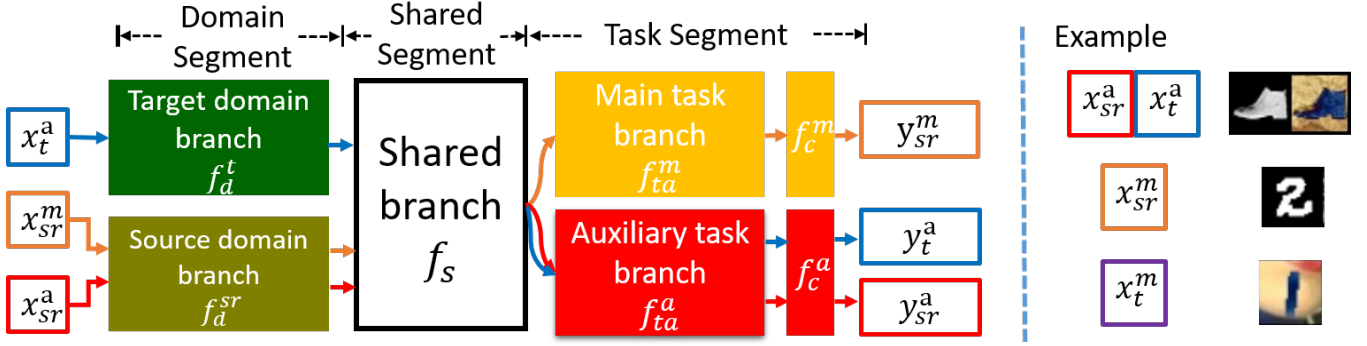 Domain
Segment
Shared
Segment
Task Segment
Example
x_t^a
x_sr^m
x_sr^a
Target domain
branch
f_d^t
Source domain
branch
f_d^sr
Shared
branch
f_s
Main task
branch
f_ta^m
f_c^m
Auxiliary task
branch
f_ta^a
f_c^a
y_sr^m
y_t^a
y_sr^a
x_sr^a x_t^a
x_sr^m
2
x_t^m
1